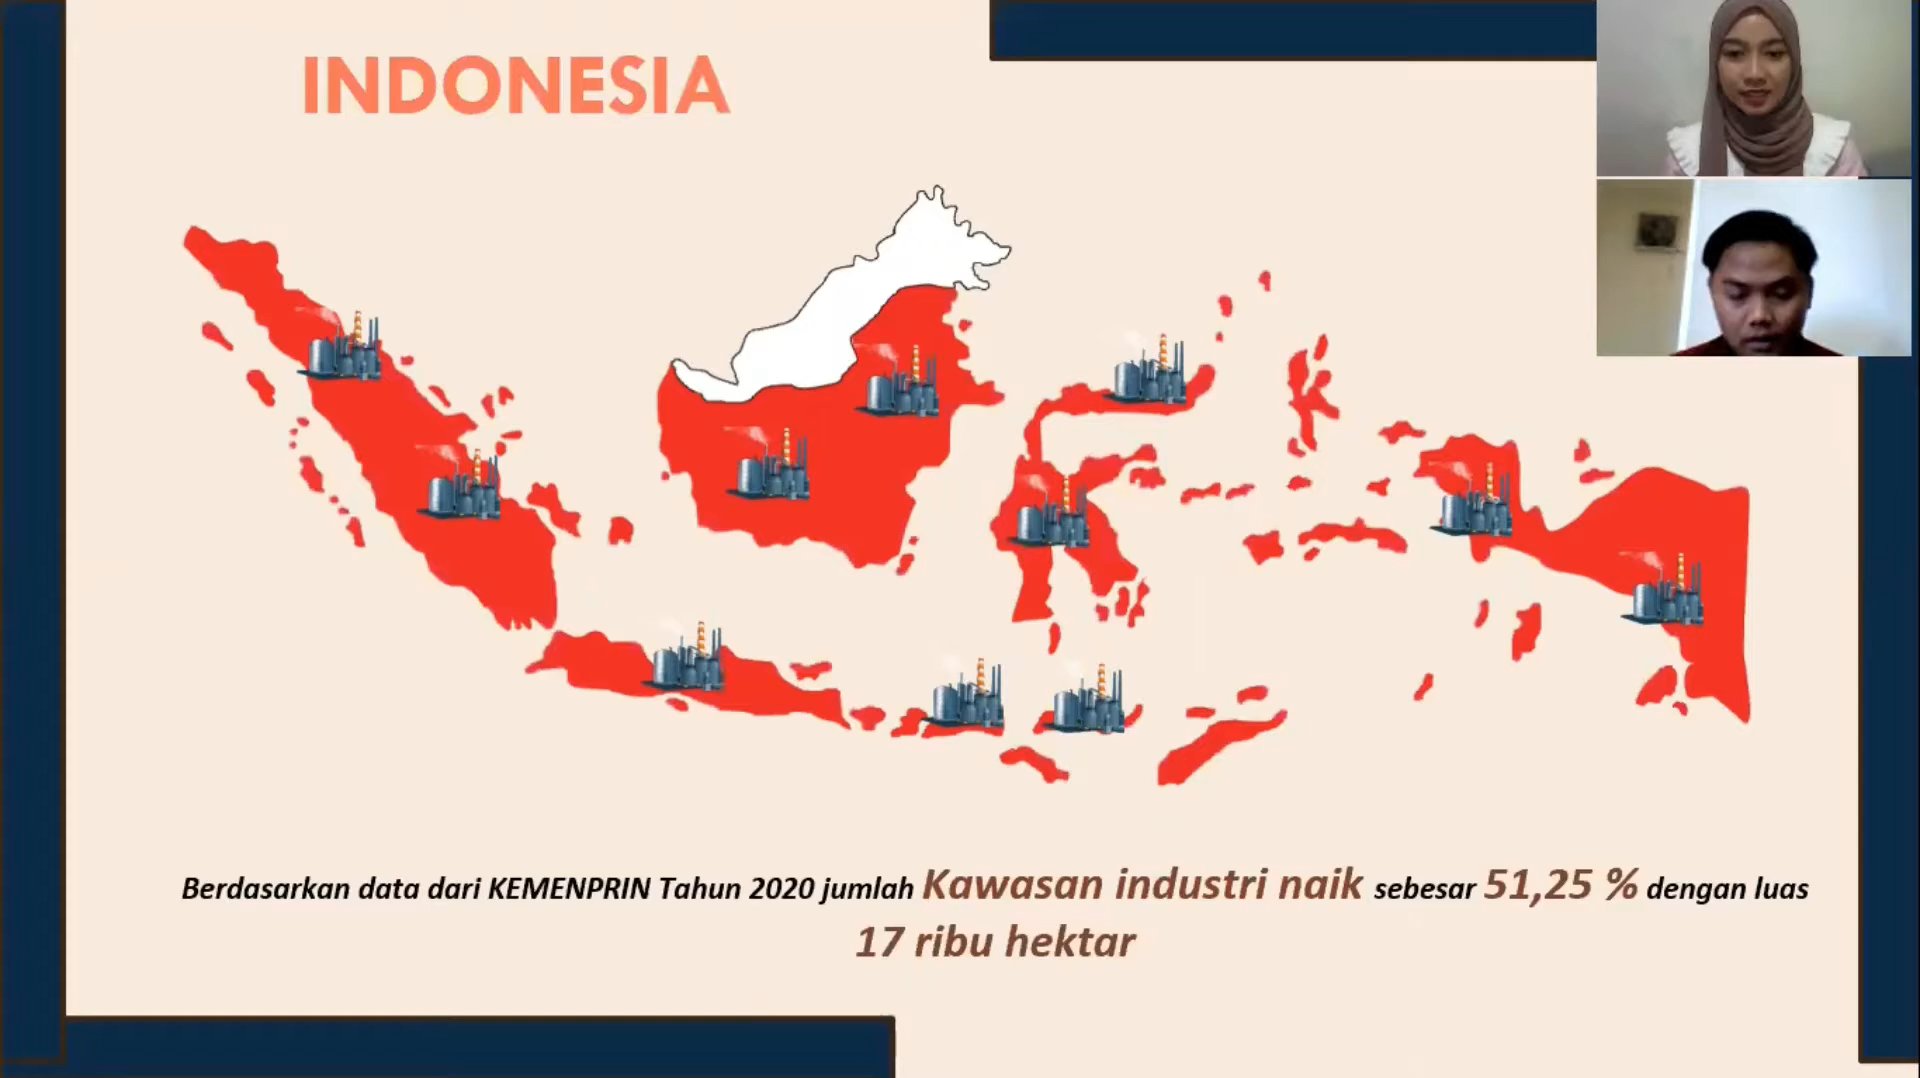 INDONESIA
Berdasarkan data dari KEMENPRIN Tahun 2020 jumlah Kawasan industri naik sebesar 51,25 % dengan luas
17 ribu hektar